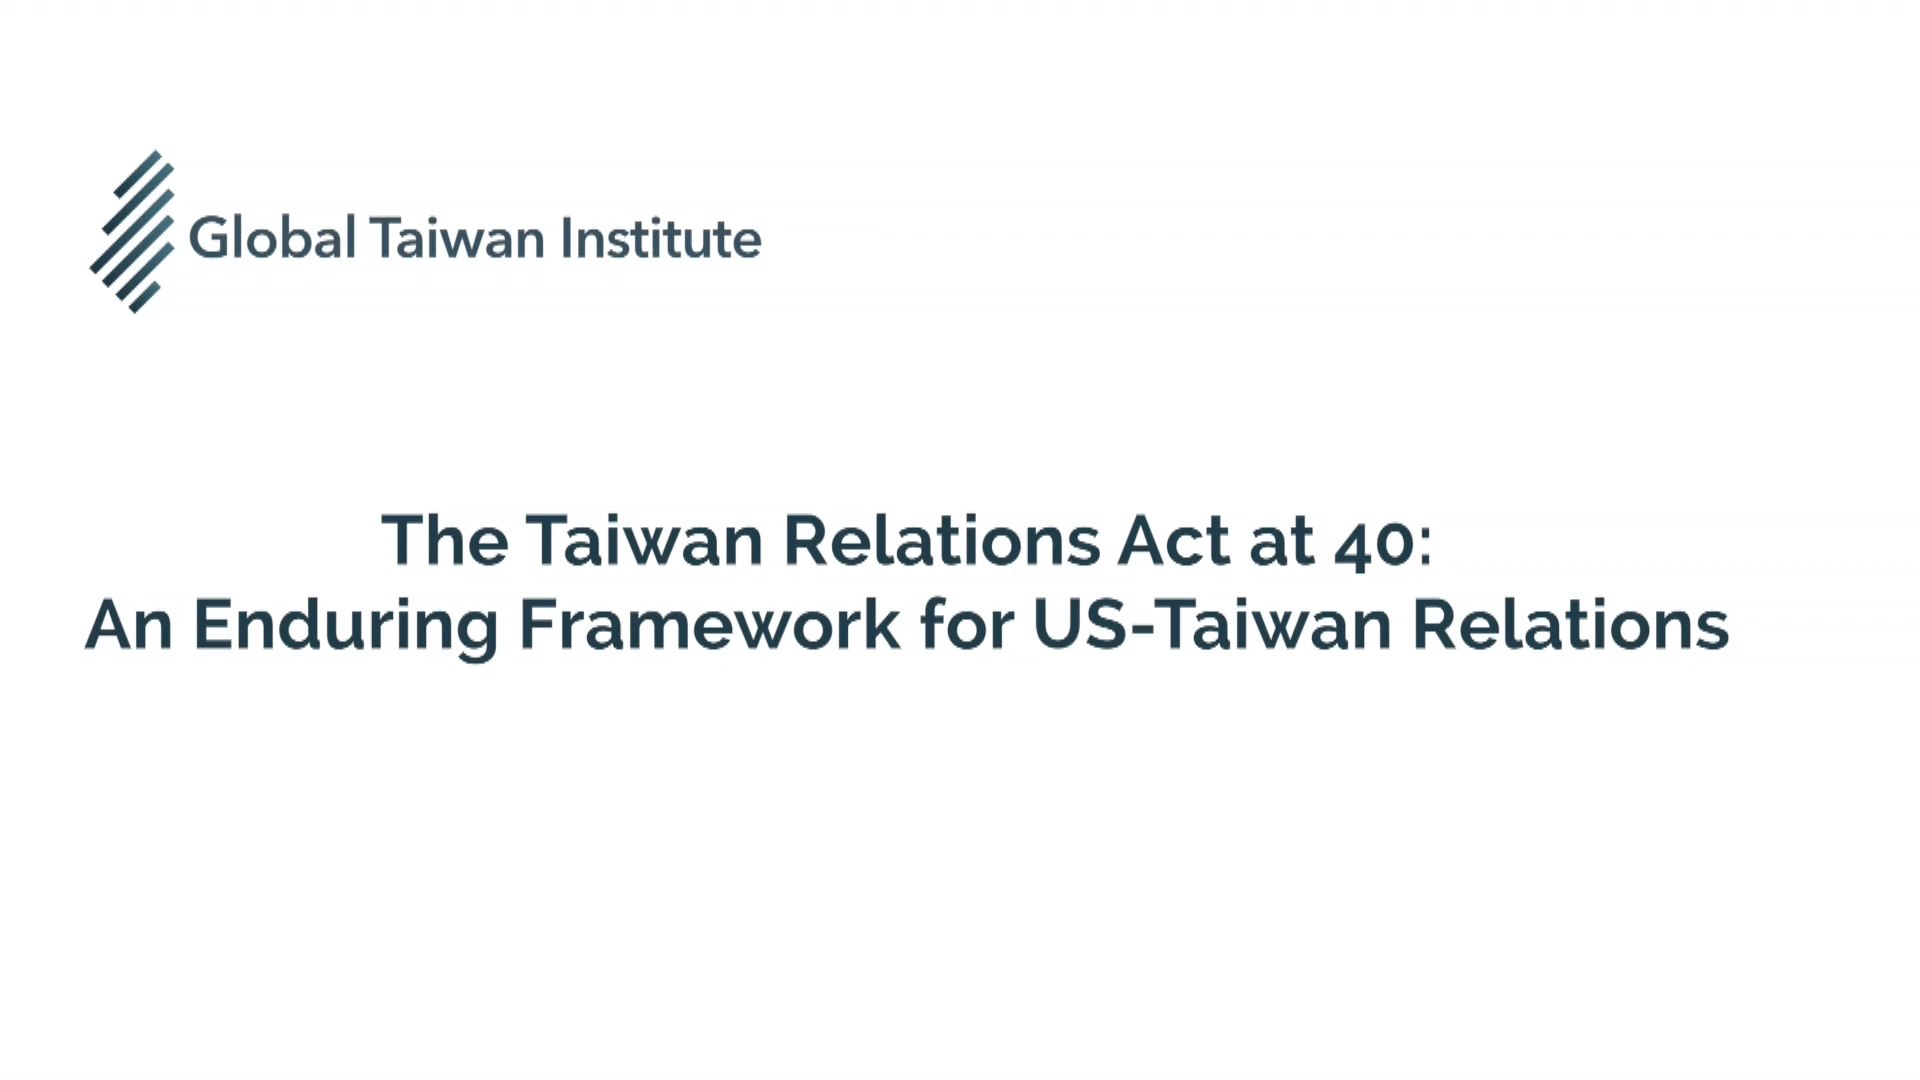 Global Taiwan Institute
The Taiwan Relations Act at 40:
An Enduring Framework for US-Taiwan Relations